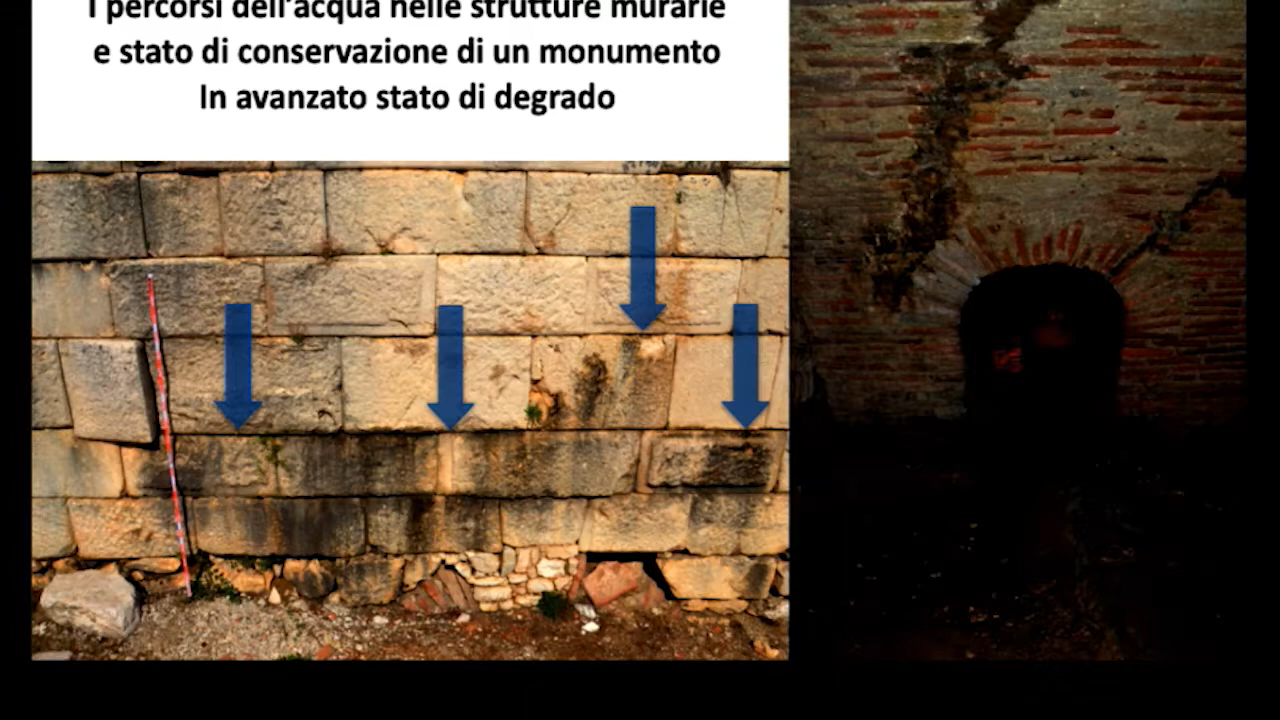 I percorsi dell'acqua nelle strutture murarie
e stato di conservazione di un monumento
In avanzato stato di degrado